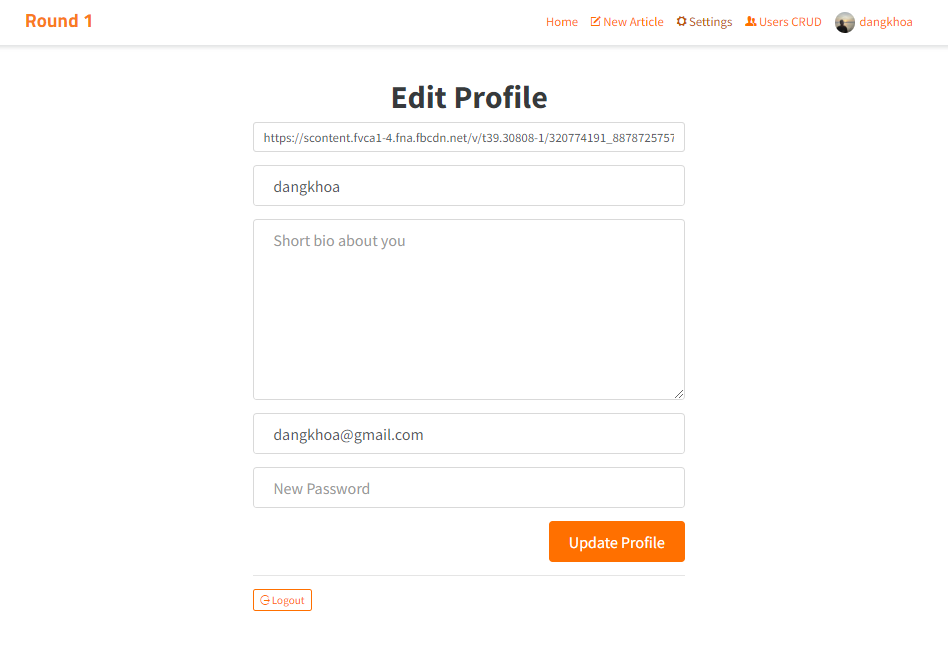 Round 1
Home New Article Settings Users CRUD dangkhoa
Edit Profile
https://scontent.fvca1-4.fna.fbcdn.net/v/t39.30808-1/320774191_8878725757
dangkhoa
Short bio about you
dangkhoa@gmail.com
New Password
Update Profile
Logout